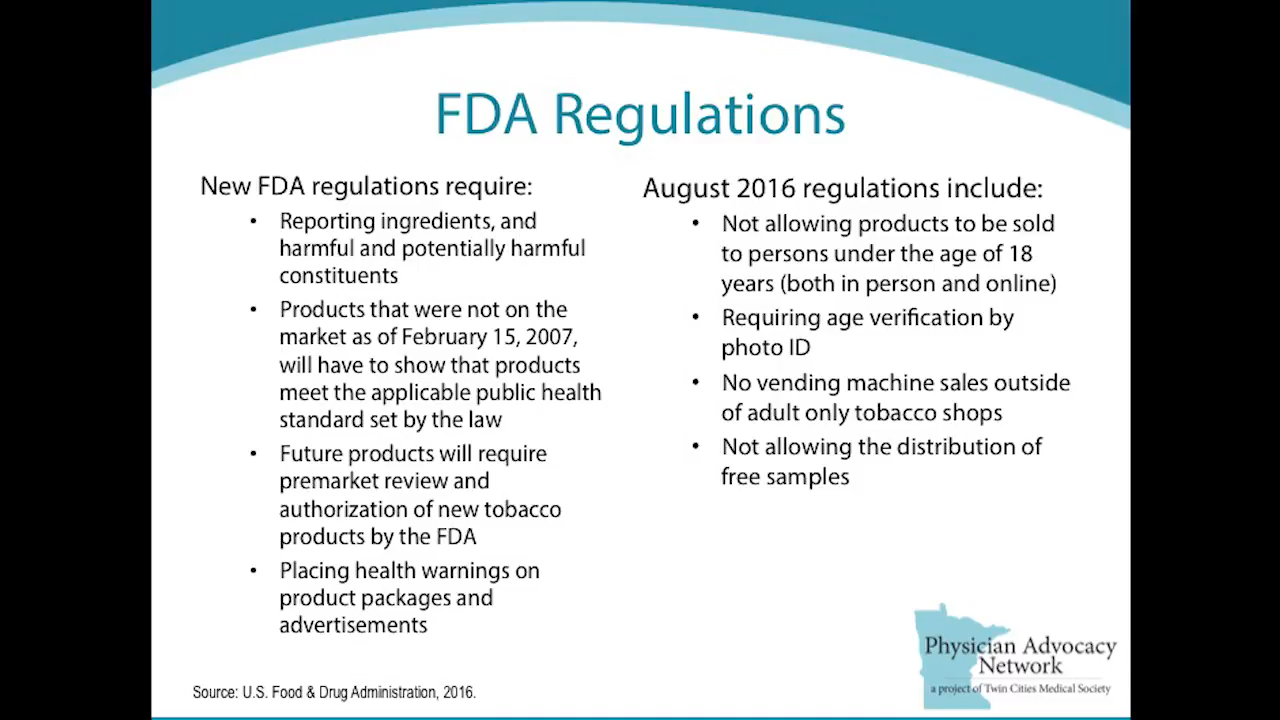 FDA Regulations
New FDA regulations require:
• Reporting ingredients, and
harmful and potentially harmful
constituents
• Products that were not on the
market as of February 15, 2007,
will have to show that products
meet the applicable public health
standard set by the law
• Future products will require
premarket review and
authorization of new tobacco
products by the FDA
• Placing health warnings on
product packages and
advertisements
August 2016 regulations include:
• Not allowing products to be sold
to persons under the age of 18
years (both in person and online)
• Requiring age verification by
photo ID
• No vending machine sales outside
of adult only tobacco shops
• Not allowing the distribution of
free samples
Source: U.S. Food & Drug Administration, 2016.
Physician Advocacy
Network
a project of Twin Cities Medical Society